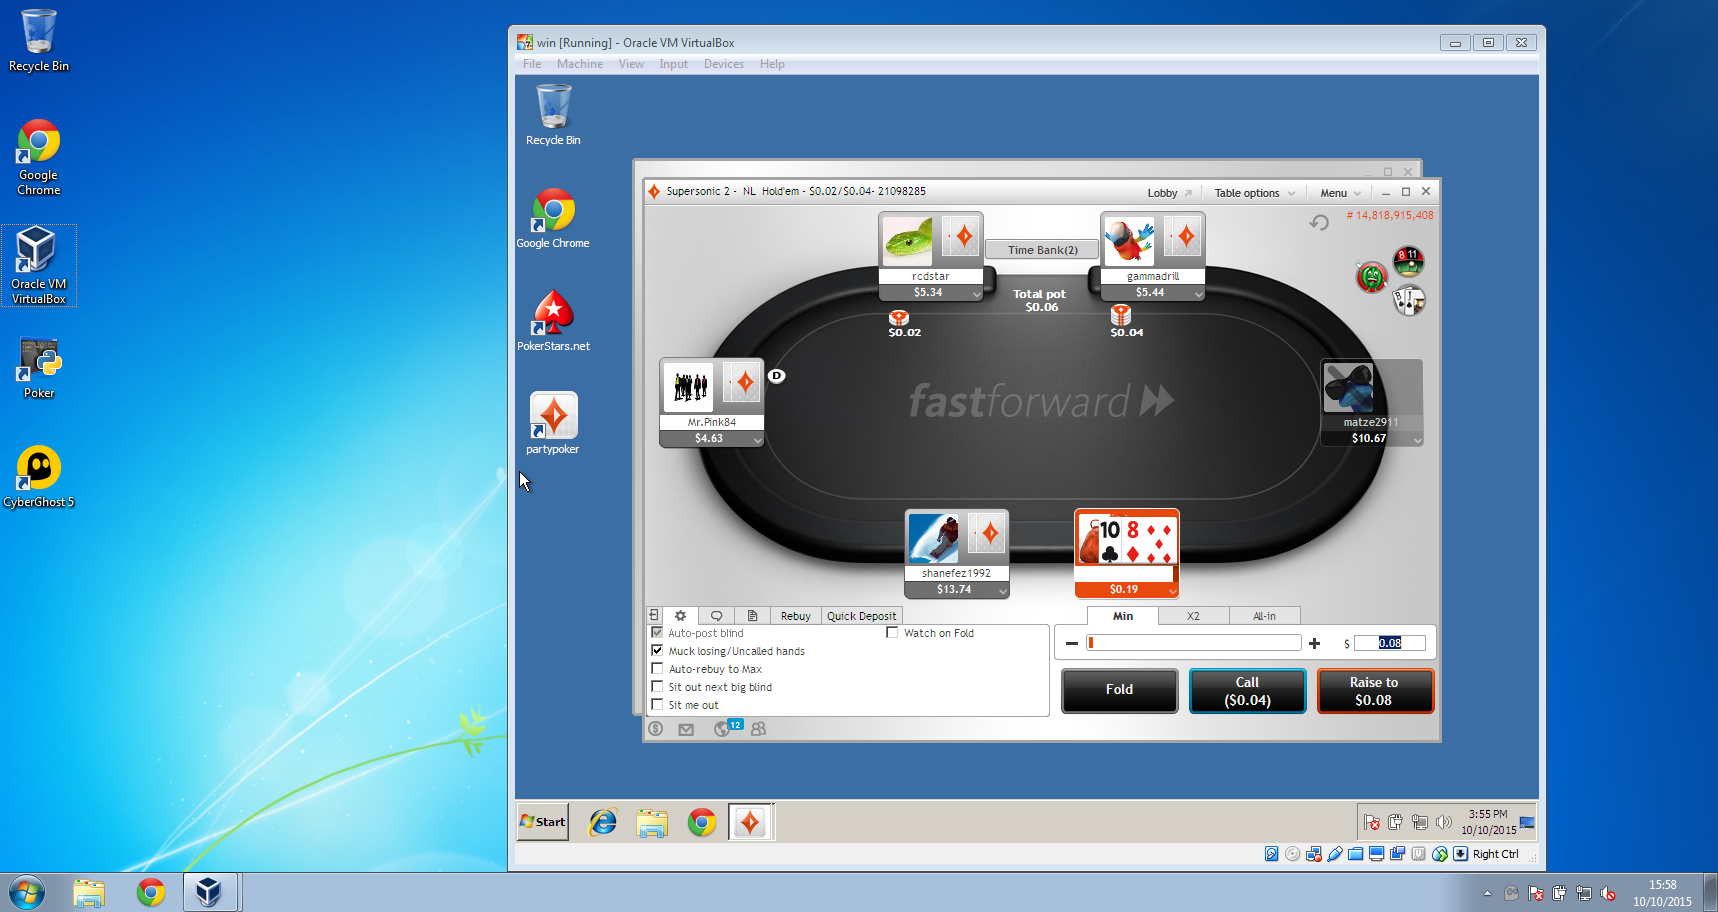 Recycle Bin
Google
Chrome
Oracle VM
VirtualBox
Poker
CyberGhost 5
win [Running] - Oracle VM VirtualBox
File Machine View Input Devices Help
Recycle Bin
Google Chrome
PokerStars.net
partypoker
Supersonic 2 - NL Hold'em - $0.02/$0.04- 21098285
Lobby
Table options
Menu
# 14,818,915,408
Time Bank(2)
rcdstar
$5.34
gammadrill
$5.44
Total pot
$0.06
$0.02
$0.04
8 11
J
Mr.Pink84
$4.63
D
fastforward
matze2911
$10.67
shanefez1992
$13.74
10 8
$0.19
Rebuy
Quick Deposit
Auto-post blind
Watch on Fold
Muck losing/Uncalled hands
Auto-rebuy to Max
Sit out next big blind
Sit me out
12
Min
X2
All-in
$ 0.08
Fold
Call
($0.04)
Raise to
$0.08
Start
3:55 PM
10/10/2015
Right Ctrl
15:58
10/10/2015